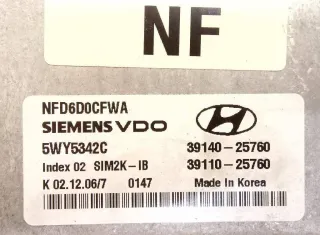 NF
NFD6D0CFWA
SIEMENS VDO
5WY5342C 39140-25760
Index 02 SIM2K-IB 39110-25760
K 02.12.06/7 0147 Made in Korea